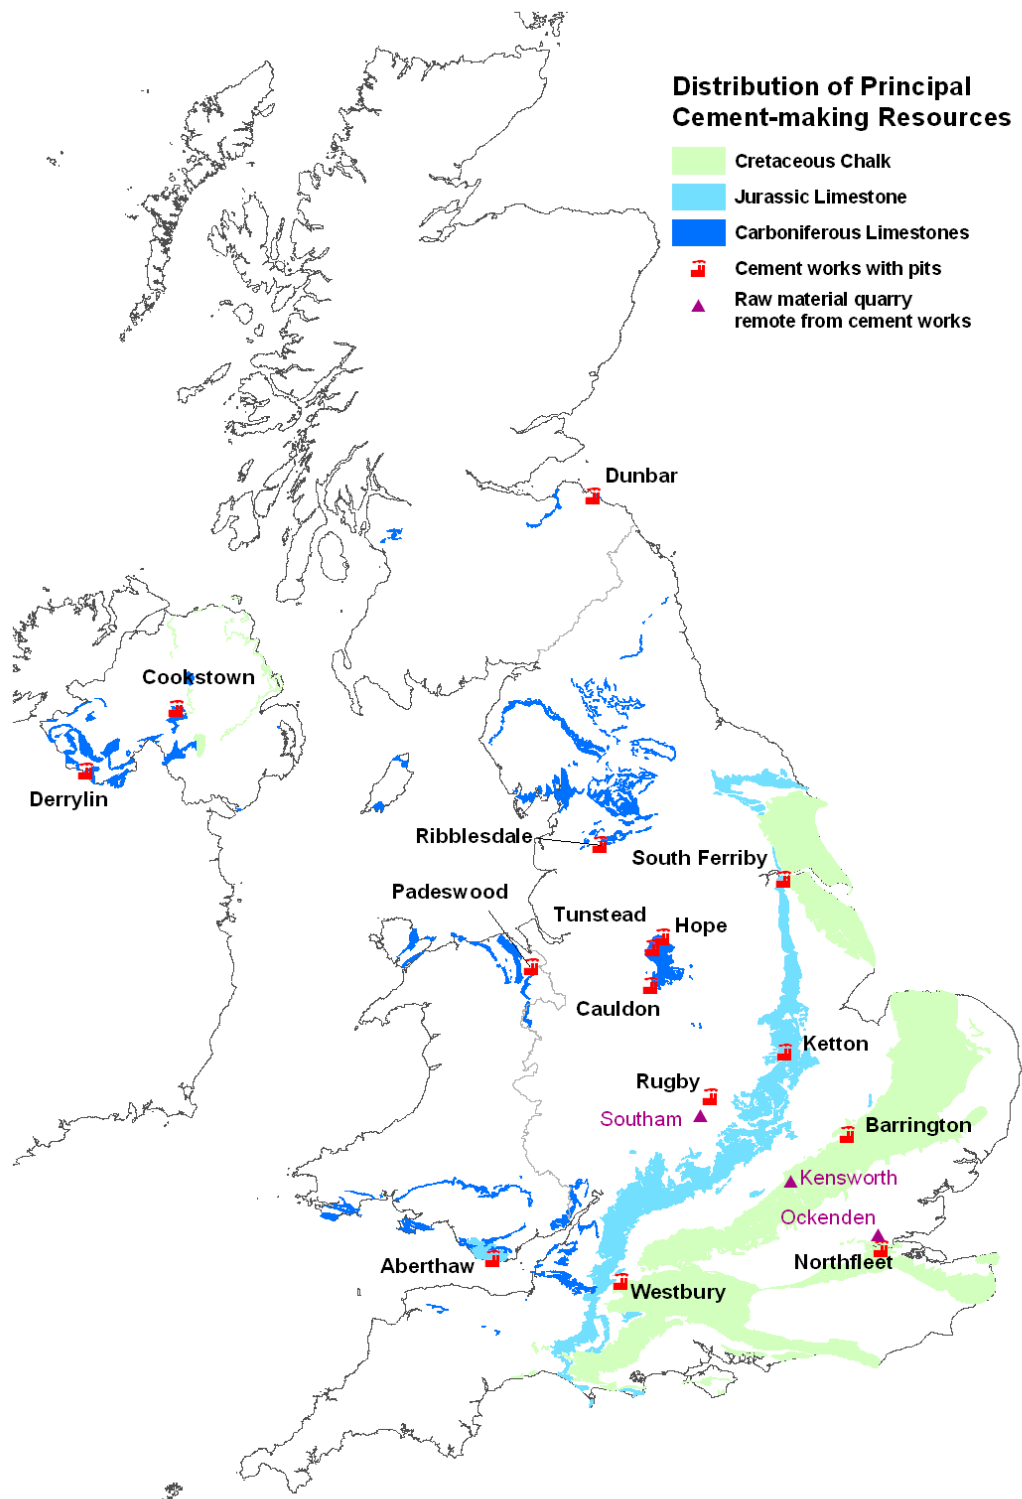 Distribution of Principal
Cement-making Resources
Cretaceous Chalk
Jurassic Limestone
Carboniferous Limestones
Cement works with pits
Raw material quarry
remote from cement works
Dunbar
Cookstown
Derrylin
Ribblesdale
South Ferriby
Padeswood
Tunstead
Hope
Cauldon
Ketton
Rugby
Southam
Barrington
Kensworth
Ockenden
Northfleet
Aberthaw
Westbury